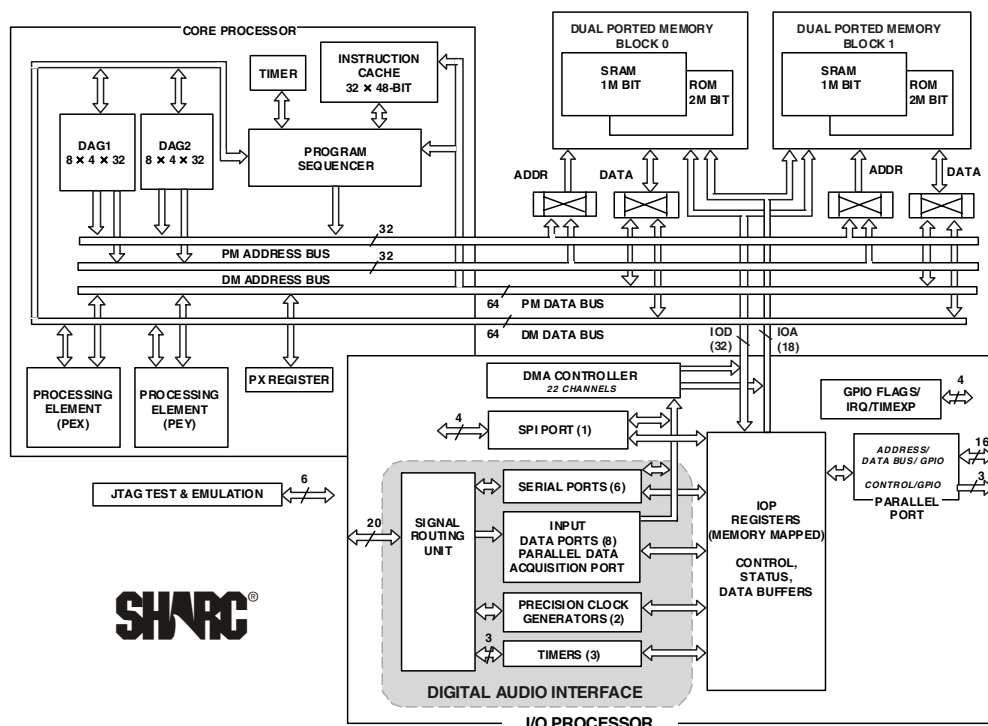 CORE PROCESSOR
TIMER
INSTRUCTION
CACHE
32 × 48-BIT
DAG1
8 × 4 × 32
DAG2
8 × 4 × 32
PROGRAM
SEQUENCER
DUAL PORTED MEMORY
BLOCK 0
SRAM
1M BIT
ROM
2M BIT
DUAL PORTED MEMORY
BLOCK 1
SRAM
1M BIT
ROM
2M BIT
ADDR
DATA
ADDR
DATA
32
PM ADDRESS BUS
32
DM ADDRESS BUS
64
PM DATA BUS
64
DM DATA BUS
IOD
(32)
IOA
(18)
PROCESSING
ELEMENT
(PEX)
PROCESSING
ELEMENT
(PEY)
PX REGISTER
JTAG TEST & EMULATION
6
DMA CONTROLLER
22 CHANNELS
4
SPI PORT (1)
GPIO FLAGS/
IRQ/TIMEXP
4
ADDRESS/
DATA BUS/ GPIO
CONTROL/GPIO
16
3
PARALLEL
PORT
20
SIGNAL
ROUTING
UNIT
SERIAL PORTS (6)
INPUT
DATA PORTS (8)
PARALLEL DATA
ACQUISITION PORT
PRECISION CLOCK
GENERATORS (2)
3
TIMERS (3)
IOP
REGISTERS
(MEMORY MAPPED)
CONTROL,
STATUS,
DATA BUFFERS
DIGITAL AUDIO INTERFACE
I/O PROCESSOR
SHARC®